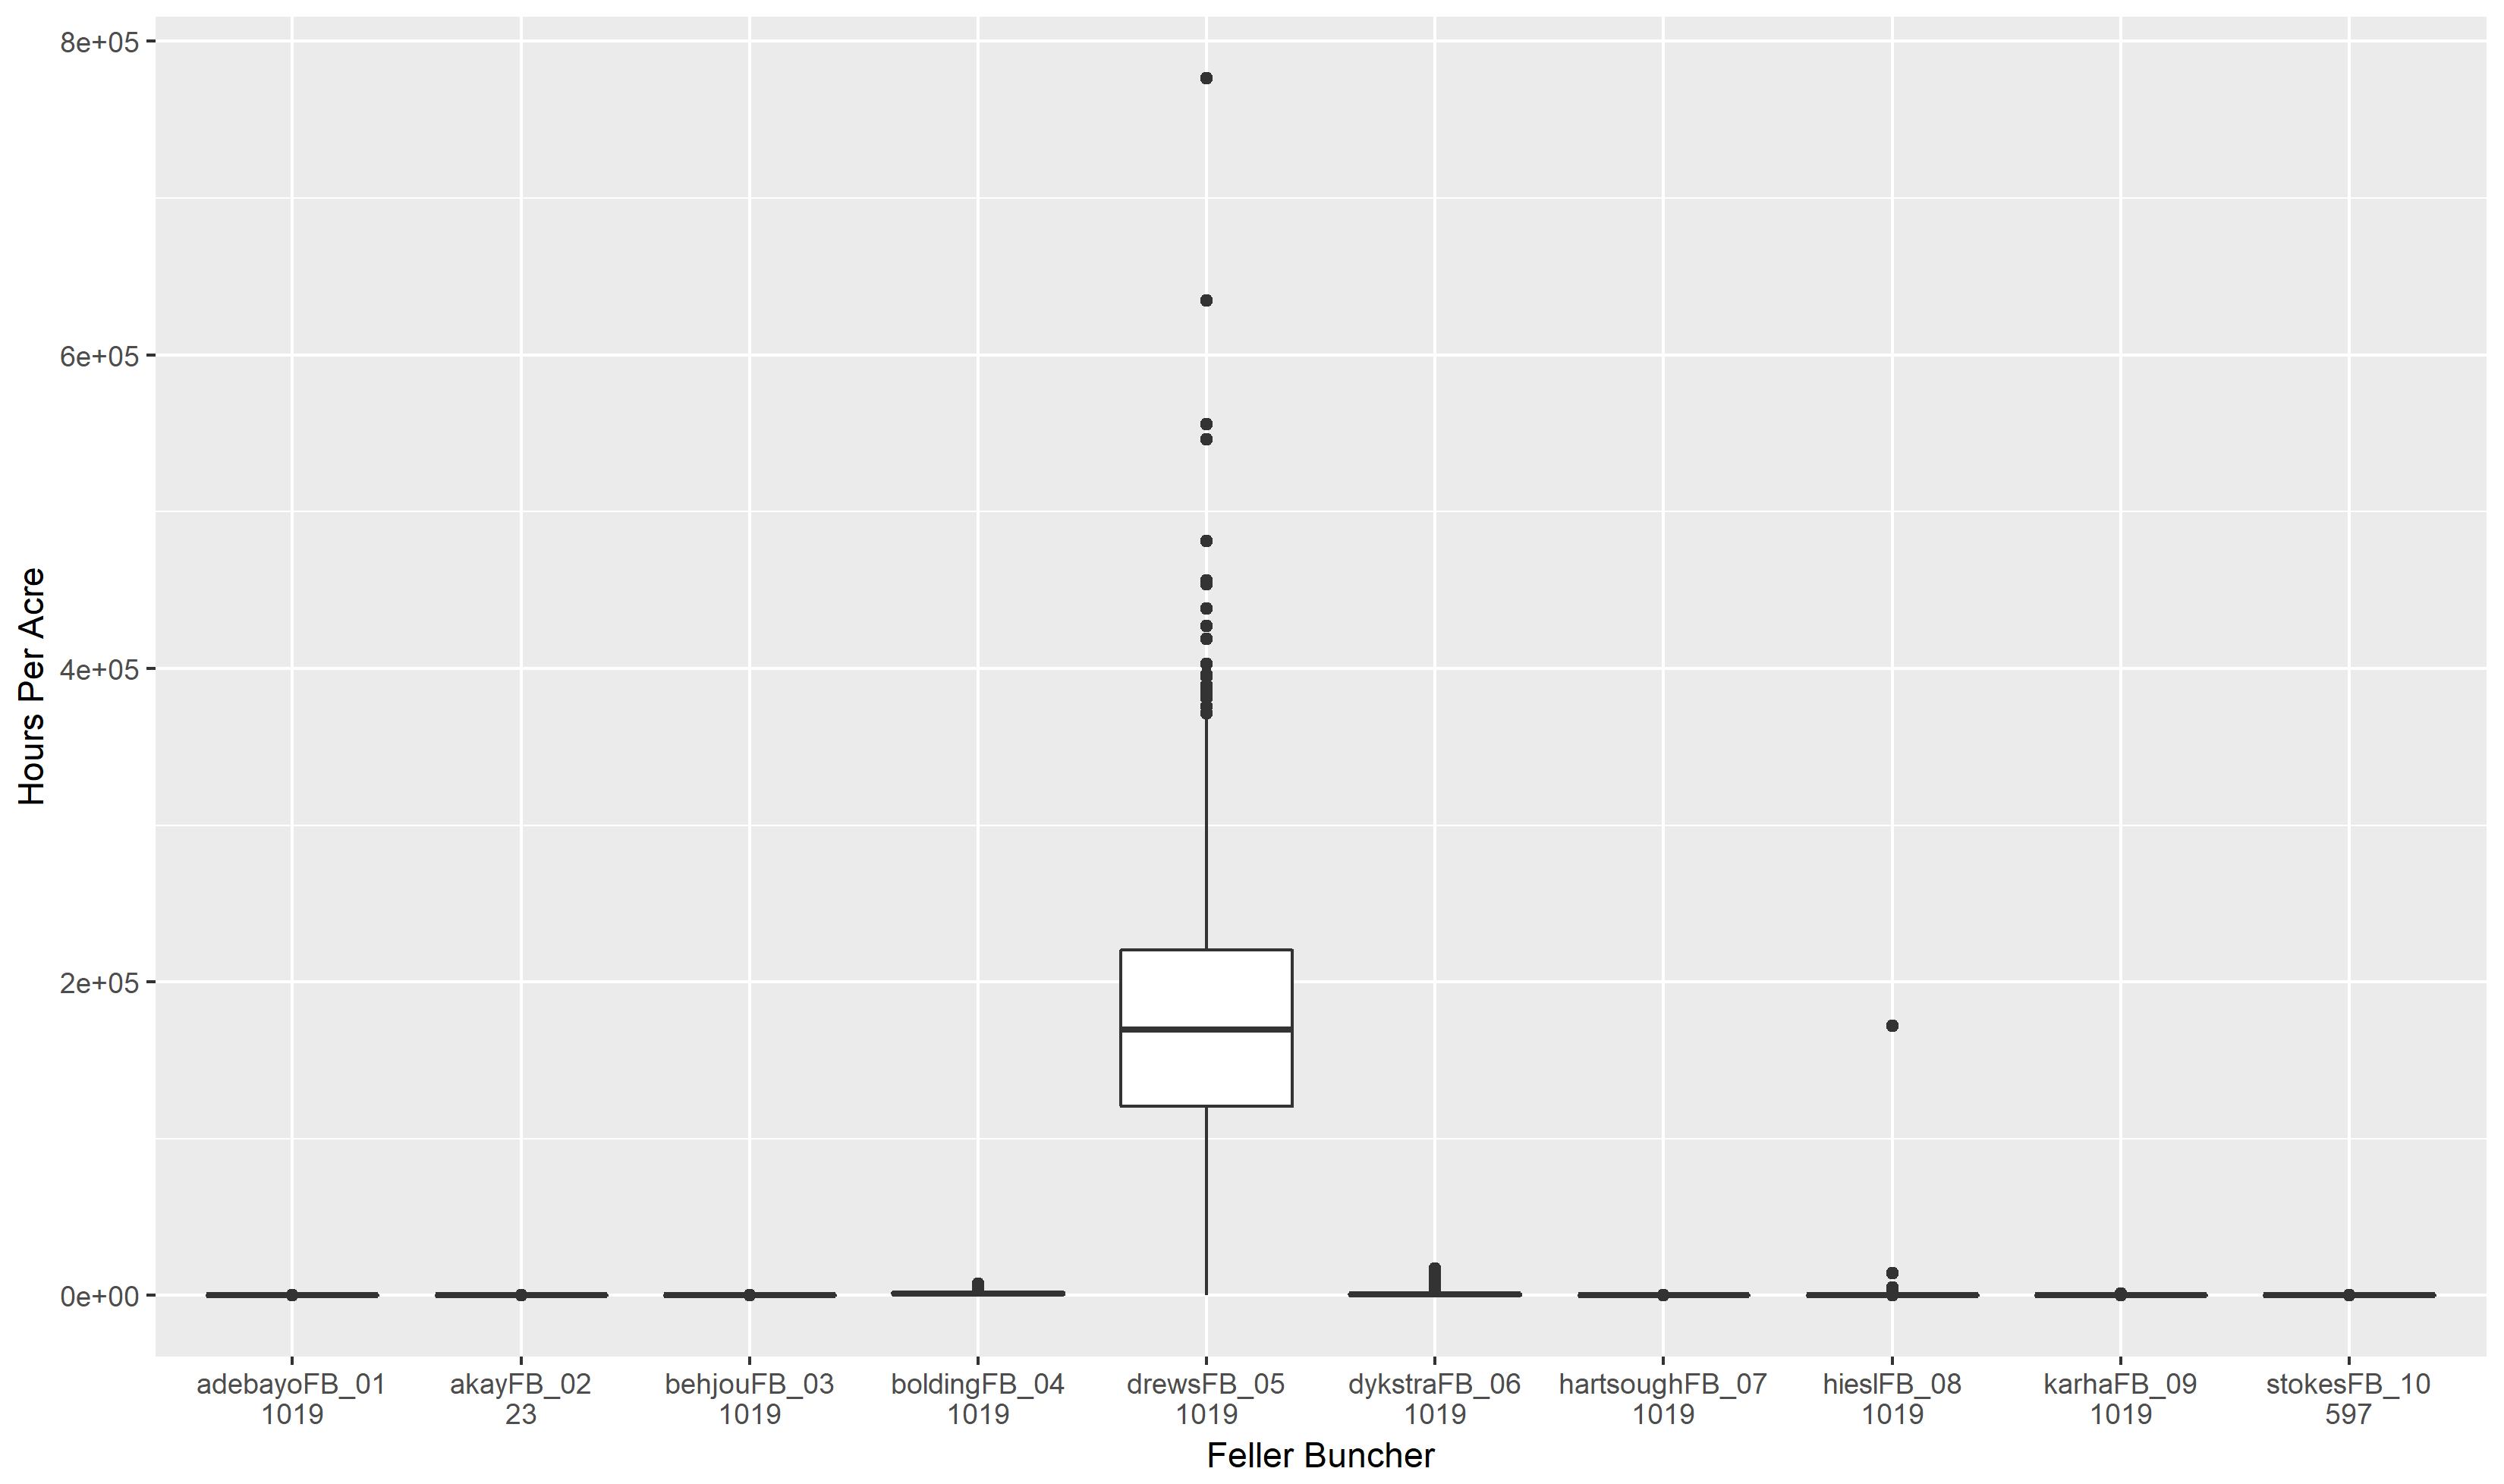 8e+05
6e+05
4e+05
2e+05
0e+00
Hours Per Acre
adebayoFB_01 akayFB_02 behjouFB_03 boldingFB_04 drewsFB_05 dykstraFB_06 hartsoughFB_07 hieslFB_08 karhaFB_09 stokesFB_10
1019 23 1019 1019 1019 1019 1019 1019 1019 597
Feller Buncher